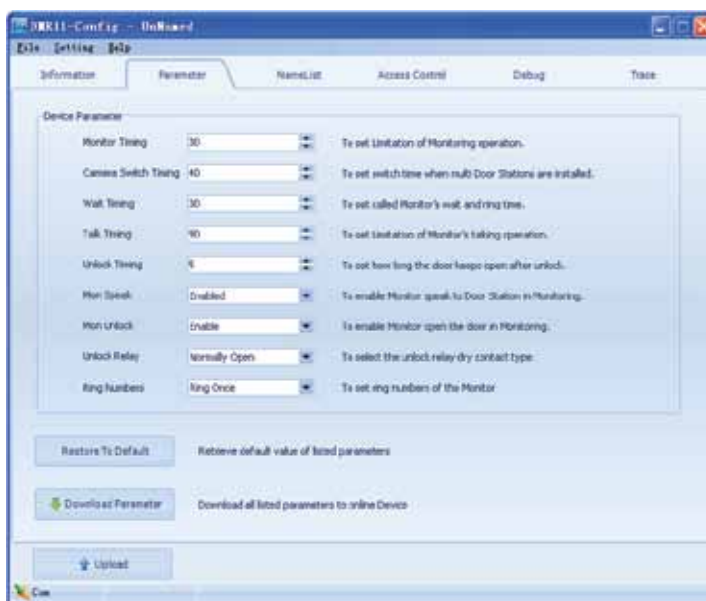 DMR11-Config - UnNamed
File Setting Help
Information Parameter NameList Access Control Debug Trace
Device Parameter
Monitor Timing 30 To set Limitation of Monitoring operation.
Camera Switch Timing 40 To set switch time when multi Door Stations are installed.
Wait Timing 30 To set called Monitor's wait and ring time.
Talk Timing 90 To set limitation of Monitor's talking operation.
Unlock Timing To set how long the door keeps open after unlock.
Mon Speak Enabled To enable Monitor speak to Door Station in Monitoring.
Mon Unlock Enable To enable Monitor open the door in Monitoring.
Unlock Relay Normally Open To select the unlock relay dry contact type
Ring Numbers Ring Once To set ring numbers of the Monitor
Restore To Default Retrieve default value of listed parameters
Download Parameter Download all listed parameters to online Device
Upload
Com